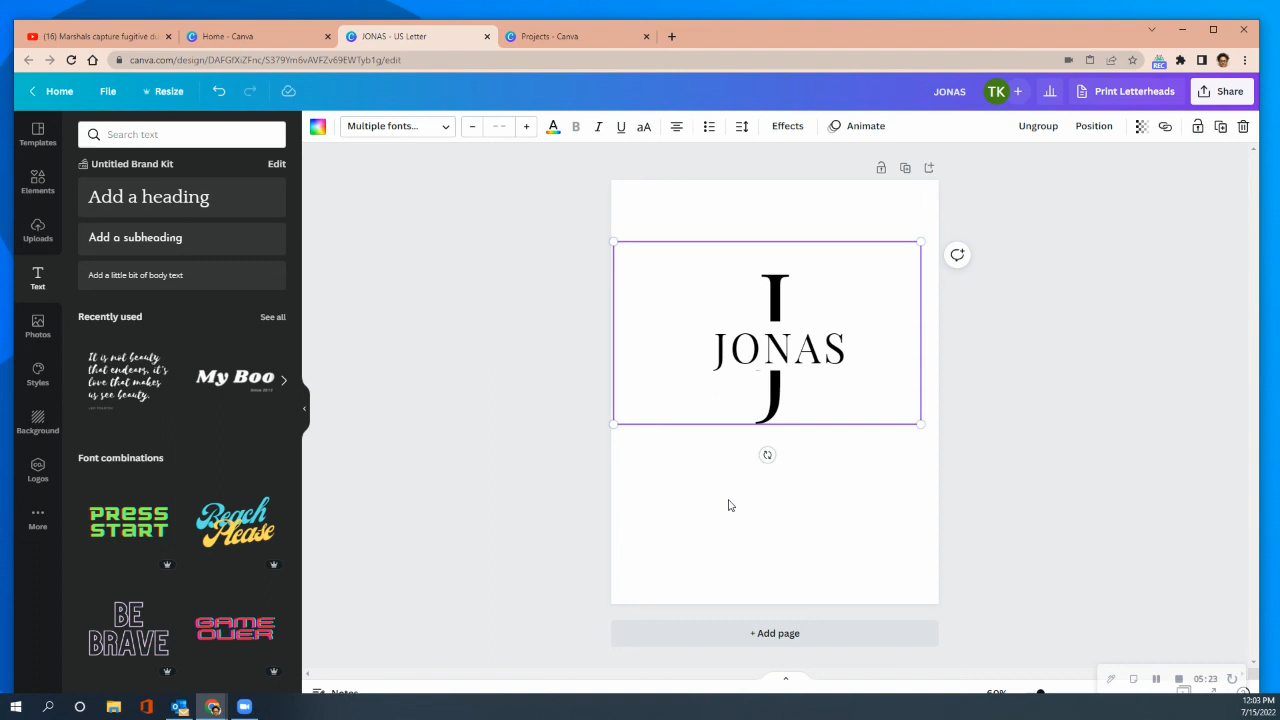 (16) Marshals capture fugitive du
Home - Canva
JONAS - US Letter
Projects - Canva
canva.com/design/DAFGfXiZFnc/S379Ym6vAVFZv69EWTyb1g/edit
REC
Home
File
Resize
JONAS
TK
Print Letterheads
Share
Multiple fonts...
A
B
I
U
aA
Effects
Animate
Ungroup
Position
Templates
Elements
Uploads
Text
Photos
Styles
Background
Logos
More
Search text
Untitled Brand Kit
Edit
Add a heading
Add a subheading
Add a little bit of body text
Recently used
See all
It is not beauty
that endears, it's
love that makes
us see beauty.
My Boo
Font combinations
PRESS
START
Beach
Please
BE
BRAVE
GAME
OVER
J
JONAS
+ Add page
Notes
60%
05:23
12:03 PM
7/15/2022